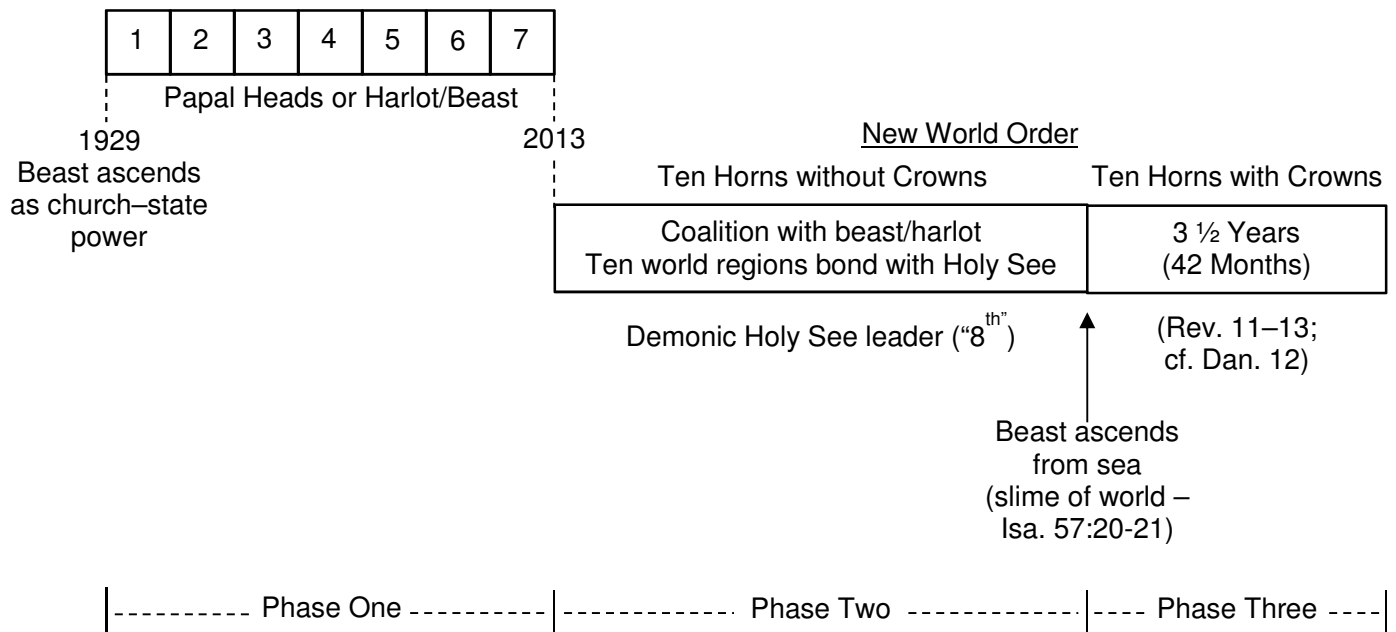 1 2 3 4 5 6 7
Papal Heads or Harlot/Beast
1929
Beast ascends
as church–state
power
2013
New World Order
Ten Horns without Crowns
Ten Horns with Crowns
Coalition with beast/harlot
Ten world regions bond with Holy See
3 ½ Years
(42 Months)
Demonic Holy See leader (“8th”)
(Rev. 11–13;
cf. Dan. 12)
Beast ascends
from sea
(slime of world –
Isa. 57:20-21)
Phase One
Phase Two
Phase Three